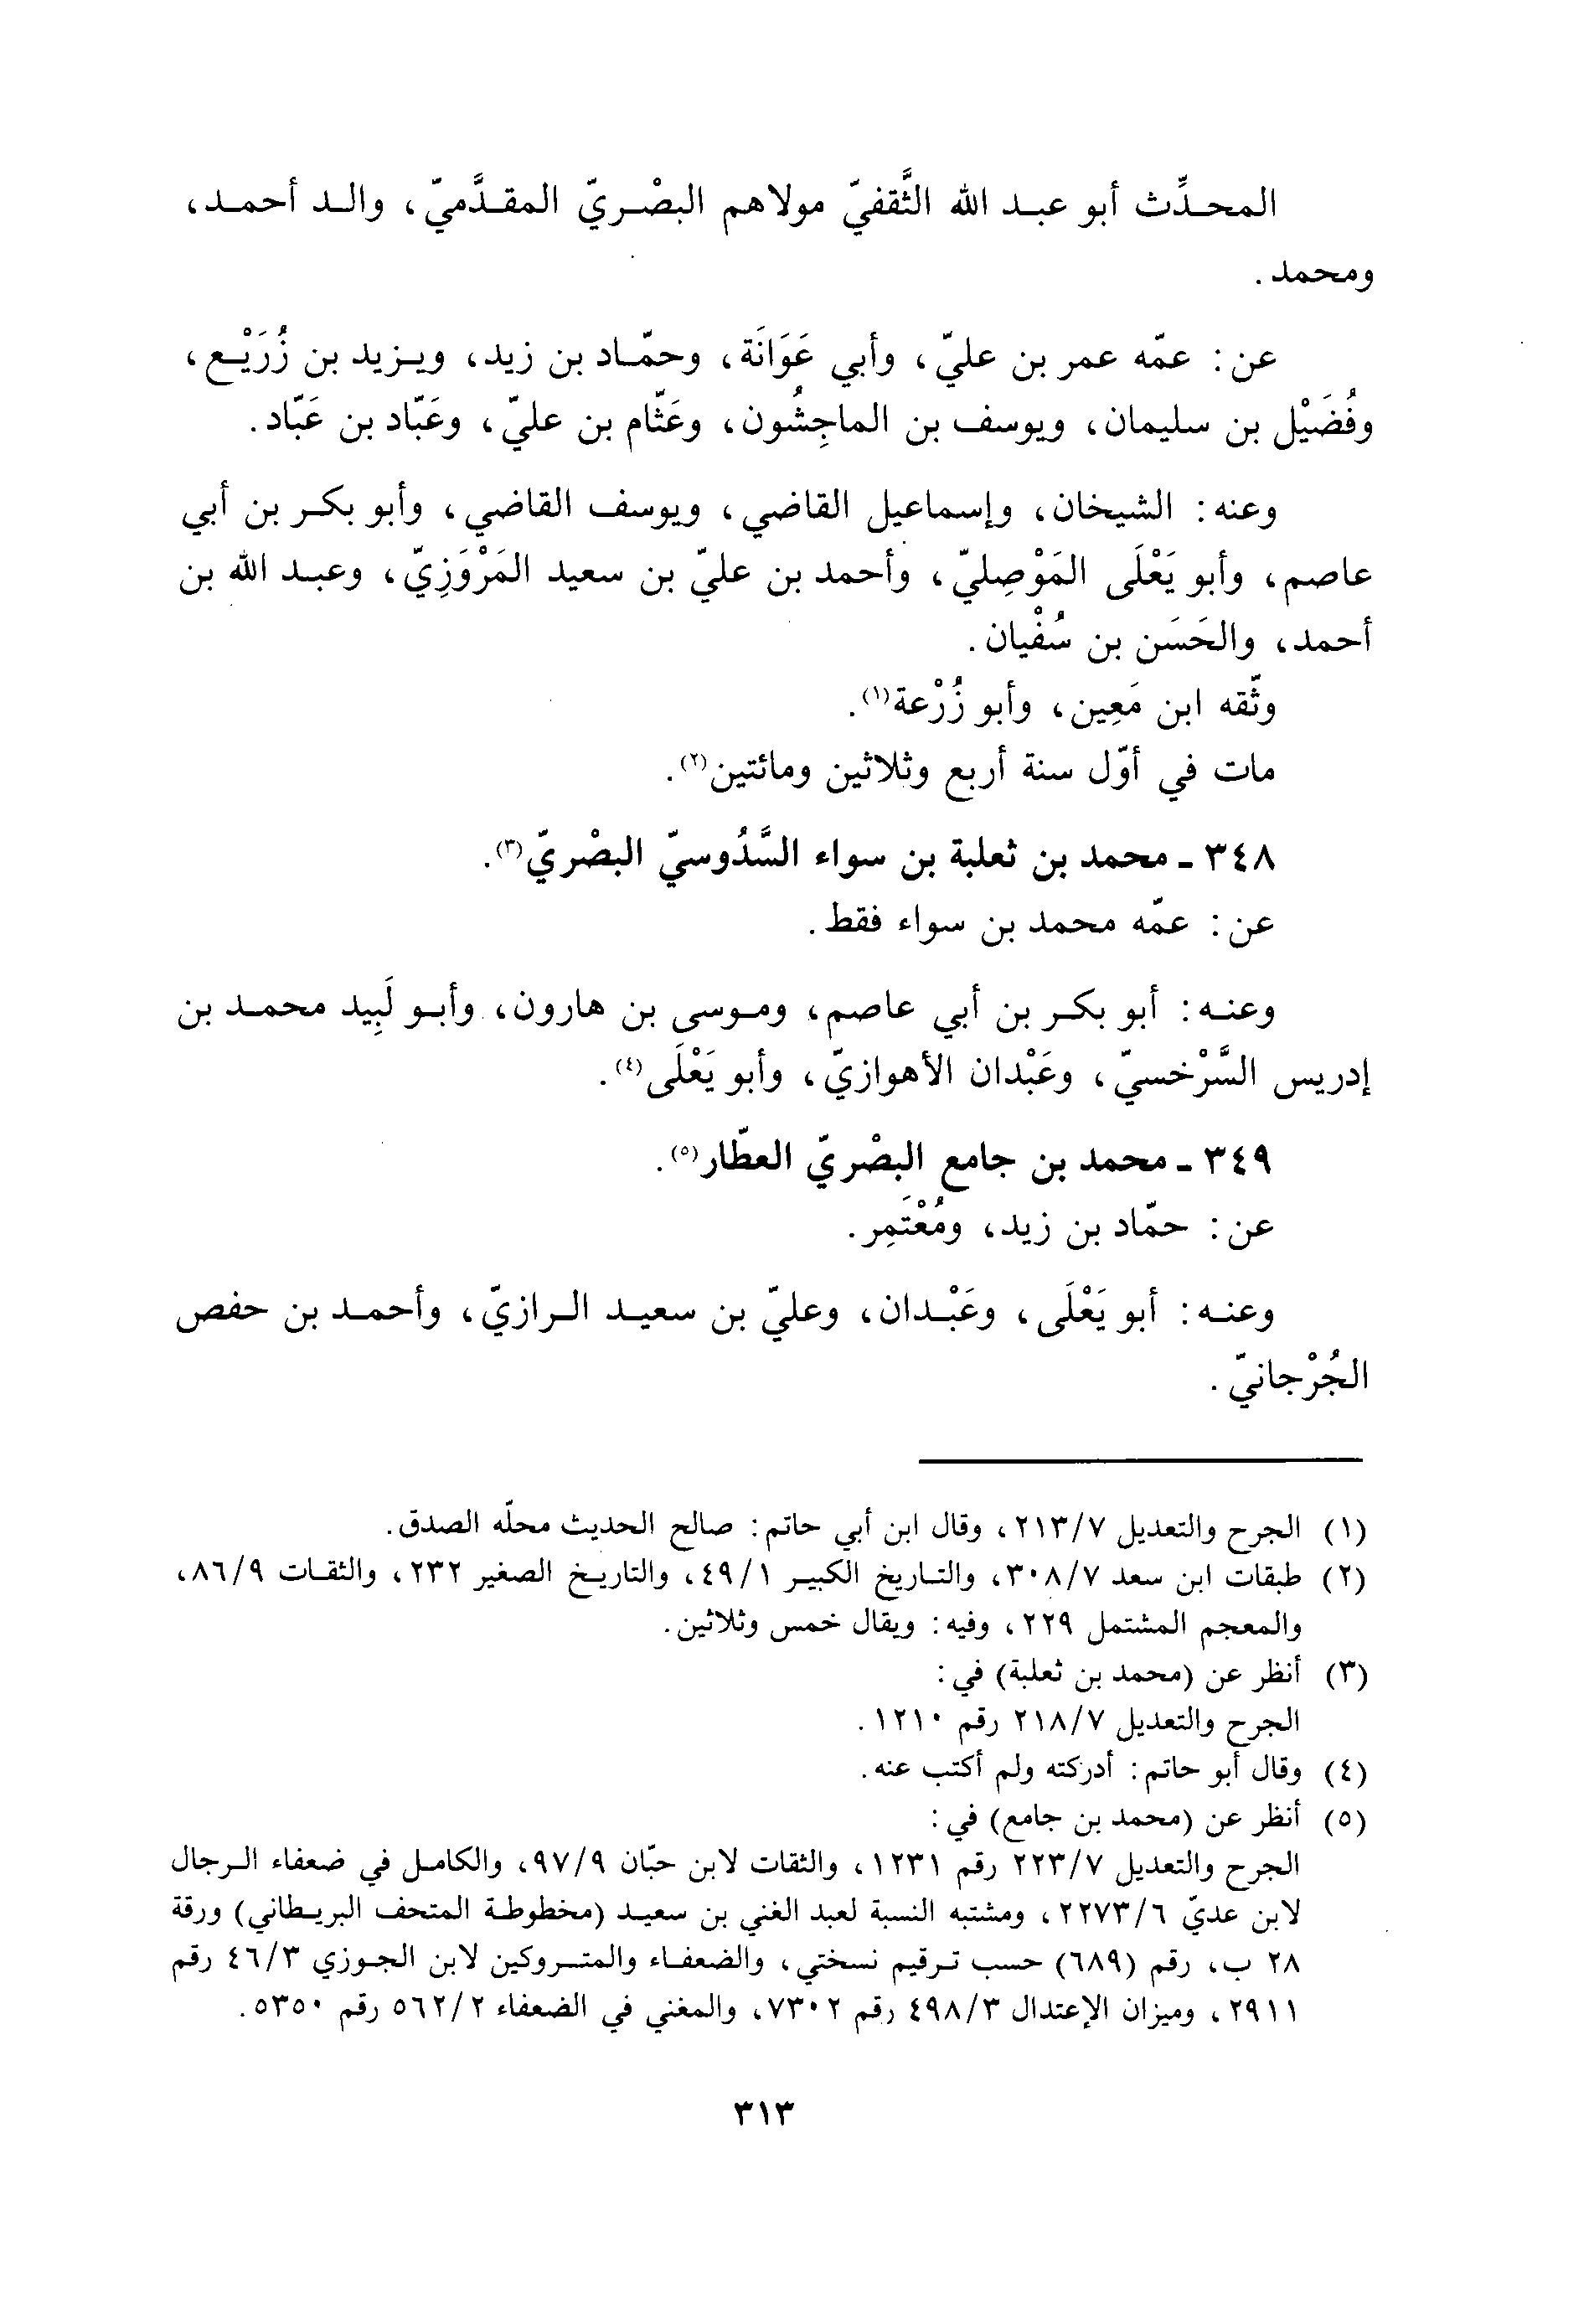 المحدِّث أبو عبد الله الثَّقفيّ مولاهم البصْريّ المقدَّميّ، والد أحمد،
ومحمد.
عن: عمّه عمر بن عليّ، وأبي عَوَانَة، وحمّاد بن زيد، ويزيد بن زُرَيْع،
وفُضَيْل بن سليمان، ويوسف بن الماجِشُون، وعَثّام بن عليّ، وعَبّاد بن عَبّاد.
وعنه: الشيخان، وإسماعيل القاضي، ويوسف القاضي، وأبو بكر بن أبي
عاصم، وأبو يَعْلَى المَوْصِليّ، وأحمد بن عليّ بن سعيد المَرْوَزِيّ، وعبد الله بن
أحمد، والحَسَن بن سُفْيان.
وثّقه ابن مَعِين، وأبو زُرْعة(١).
مات في أوّل سنة أربع وثلاثين ومائتين(٢).
٣٤٨ ـ محمد بن ثعلبة بن سواء السَّدُوسيّ البصْريّ(٣).
عن: عمّه محمد بن سواء فقط.
وعنه: أبو بكر بن أبي عاصم، وموسى بن هارون، وأبو لَبِيد محمد بن
إدريس السَّرْخسيّ، وعَبْدان الأهوازيّ، وأبو يَعْلَى(٤).
٣٤٩ ـ محمد بن جامع البصْريّ العطّار(٥).
عن: حمّاد بن زيد، ومُعْتَمِر.
وعنه: أبو يَعْلَى، وعَبْدان، وعليّ بن سعيد الرازيّ، وأحمد بن حفص
الجُرْجانيّ.
(١) الجرح والتعديل ٢١٣/٧، وقال ابن أبي حاتم: صالح الحديث محلّه الصدق.
(٢) طبقات ابن سعد ٣٠٨/٧، والتاريخ الكبير ٤٩/١، والتاريخ الصغير ٢٣٢، والثقات ٨٦/٩،
والمعجم المشتمل ٢٢٩، وفيه: ويقال خمس وثلاثين.
(٣) أنظر عن (محمد بن ثعلبة) في:
الجرح والتعديل ٢١٨/٧ رقم ١٢١٠.
(٤) وقال أبو حاتم: أدركته ولم أكتب عنه.
(٥) أنظر عن (محمد بن جامع) في:
الجرح والتعديل ٢٢٣/٧ رقم ١٢٣١، والثقات لابن حبّان ٩٧/٩، والكامل في ضعفاء الرجال
لابن عديّ ٢٢٧٣/٦، ومشتبه النسبة لعبد الغني بن سعيد (مخطوطة المتحف البريطاني) ورقة
٢٨ ب، رقم (٦٨٩) حسب ترقيم نسختي، والضعفاء والمتروكين لابن الجوزي ٤٦/٣ رقم
٢٩١١، وميزان الإعتدال ٤٩٨/٣ رقم ٧٣٠٢، والمغني في الضعفاء ٥٦٢/٢ رقم ٥٣٥٠.
٣١٣